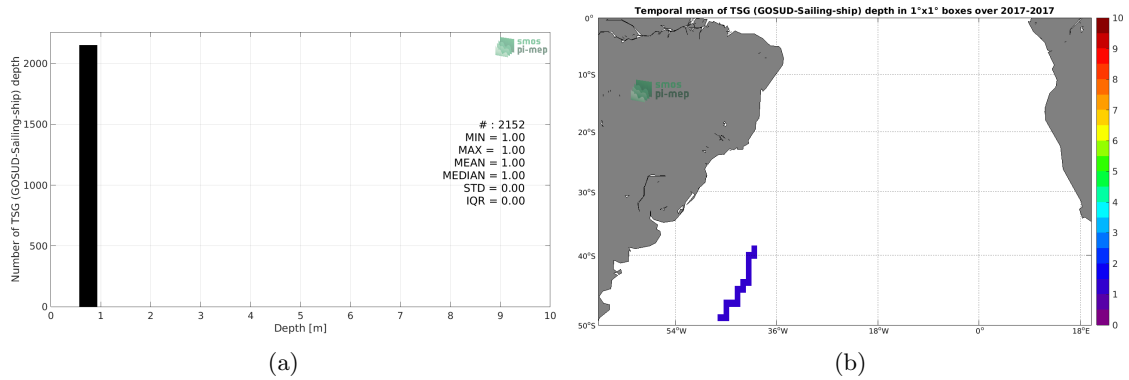 smos
pi-mep
# : 2152
MIN = 1.00
MAX = 1.00
MEAN = 1.00
MEDIAN = 1.00
STD = 0.00
IQR = 0.00
Number of TSG (GOSUD-Sailing-ship) depth
0
500
1000
1500
2000
0 1 2 3 4 5 6 7 8 9 10
Depth [m]
(a)
Temporal mean of TSG (GOSUD-Sailing-ship) depth in 1°x1° boxes over 2017-2017
smos
pi-mep
0°
10°S
20°S
30°S
40°S
50°S
54°W 36°W 18°W 0° 18°E
10
9
8
7
6
5
4
3
2
1
0
(b)